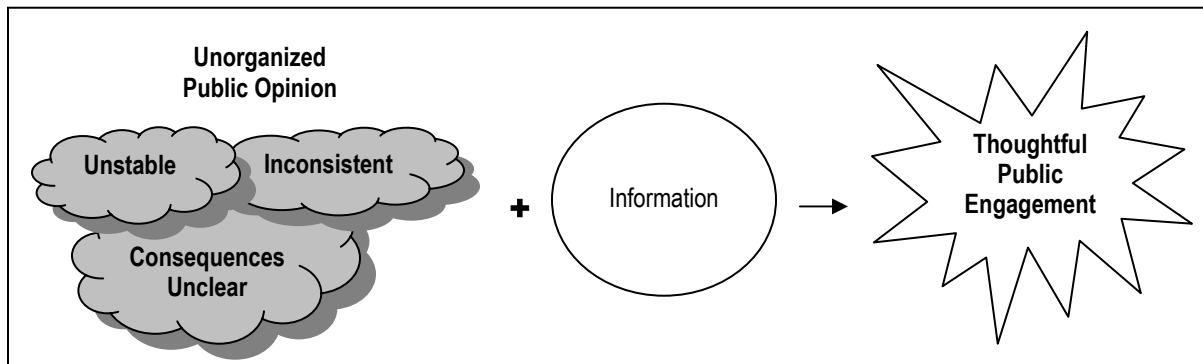 Unorganized
Public Opinion
Unstable
Inconsistent
Consequences
Unclear
+
Information
Thoughtful
Public
Engagement